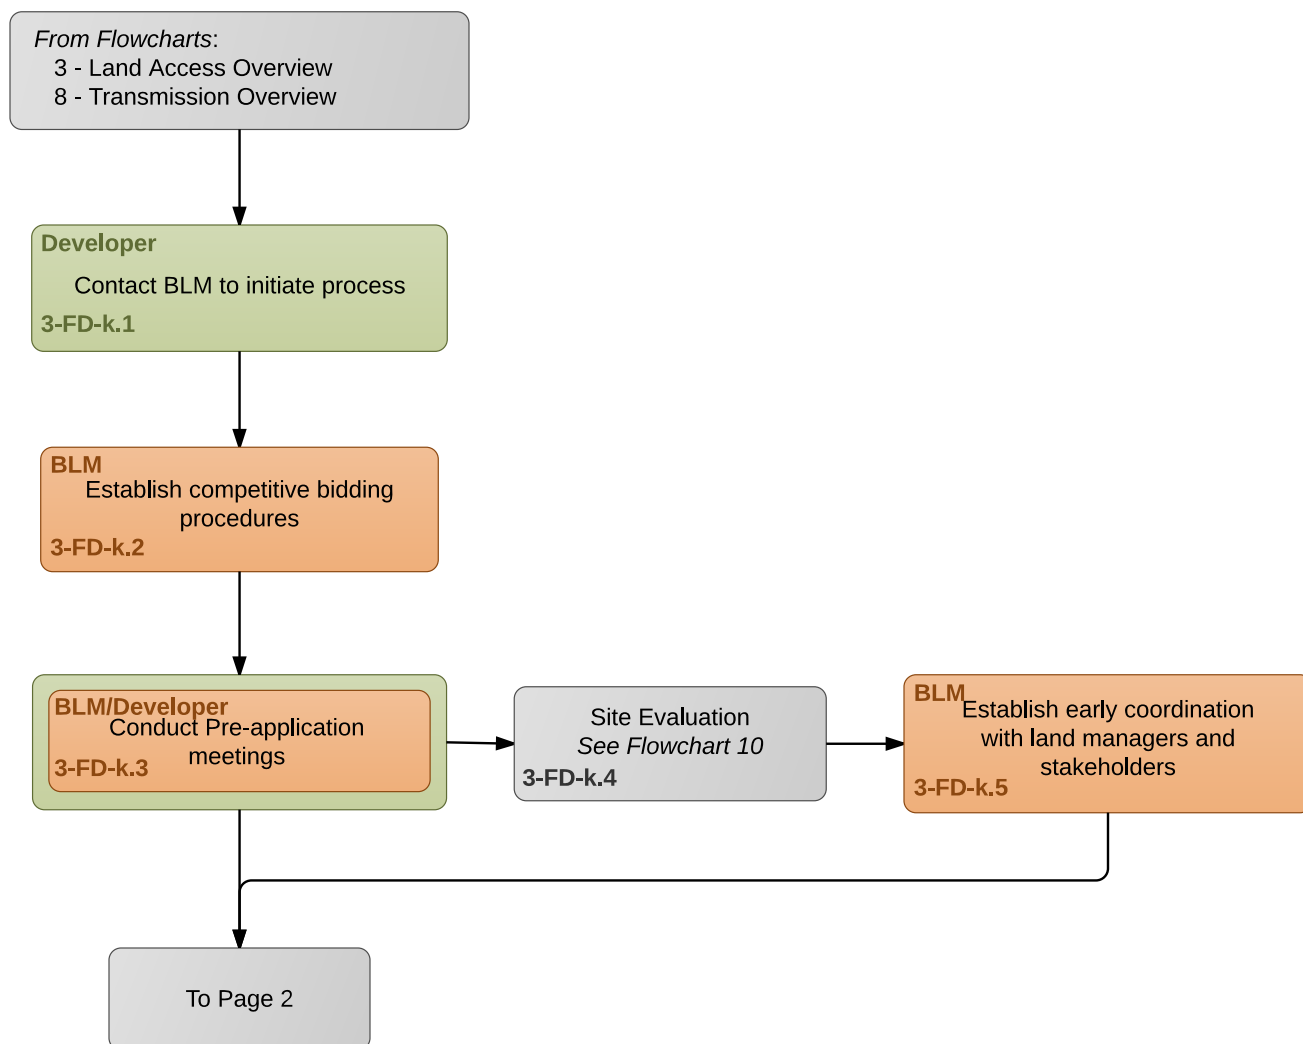 From Flowcharts:
3 - Land Access Overview
8 - Transmission Overview
Developer
Contact BLM to initiate process
3-FD-k.1
BLM
Establish competitive bidding
procedures
3-FD-k.2
BLM/Developer
Conduct Pre-application
meetings
3-FD-k.3
Site Evaluation
See Flowchart 10
3-FD-k.4
BLM
Establish early coordination
with land managers and
stakeholders
3-FD-k.5
To Page 2